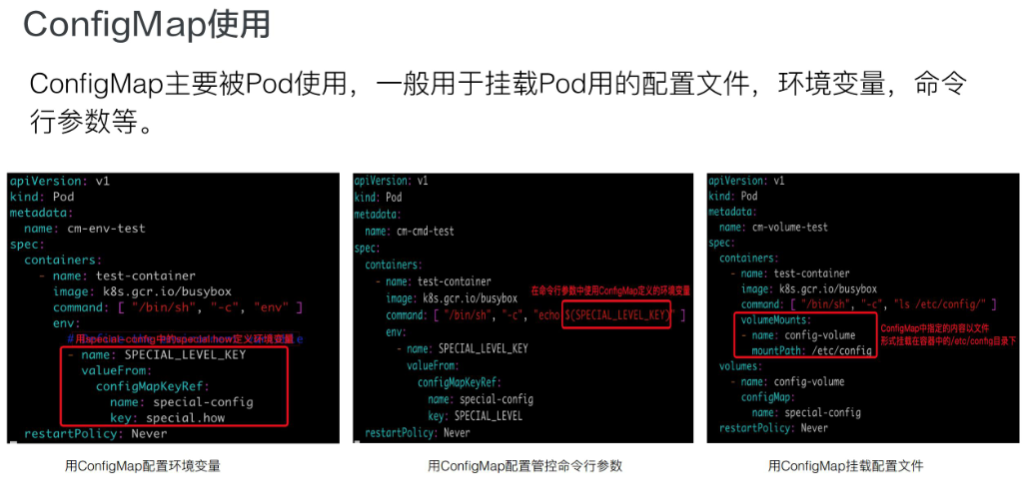 ConfigMap使用
ConfigMap主要被Pod使用，一般用于挂载Pod用的配置文件，环境变量，命令
行参数等。
apiVersion: v1
kind: Pod
metadata:
name: cm-env-test
spec:
containers:
- name: test-container
image: k8s.gcr.io/busybox
command: [ "/bin/sh", "-c", "env" ]
env:
#用special-config中的special.how定义环境变量
- name: SPECIAL_LEVEL_KEY
valueFrom:
configMapKeyRef:
name: special-config
key: special.how
restartPolicy: Never
用ConfigMap配置环境变量
apiVersion: v1
kind: Pod
metadata:
name: cm-cmd-test
spec:
containers:
- name: test-container
在命令行参数中使用ConfigMap定义的环境变量
image: k8s.gcr.io/busybox
command: [ "/bin/sh", "-c", "echo $(SPECIAL_LEVEL_KEY)" ]
env:
- name: SPECIAL_LEVEL_KEY
valueFrom:
configMapKeyRef:
name: special-config
key: SPECIAL_LEVEL
restartPolicy: Never
用ConfigMap配置管控命令行参数
apiVersion: v1
kind: Pod
metadata:
name: cm-volume-test
spec:
containers:
- name: test-container
image: k8s.gcr.io/busybox
command: [ "/bin/sh", "-c", "ls /etc/config/" ]
volumeMounts:
- name: config-volume
mountPath: /etc/config
ConfigMap中指定的内容以文件
形式挂载在容器中的/etc/config目录下
volumes:
- name: config-volume
configMap:
name: special-config
restartPolicy: Never
用ConfigMap挂载配置文件